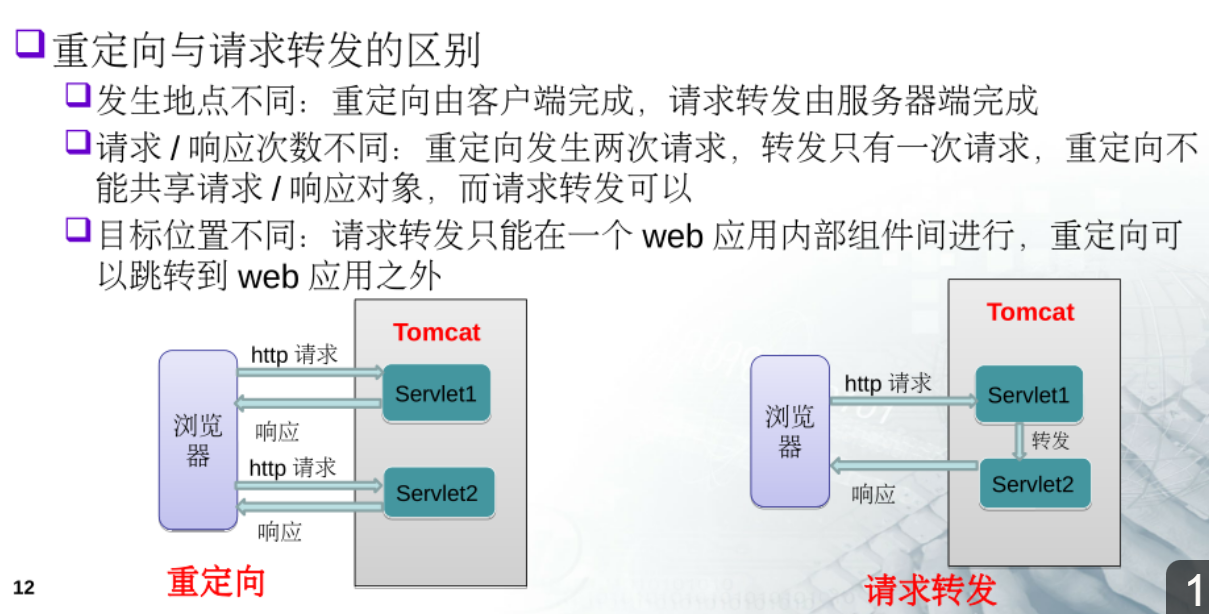 重定向与请求转发的区别
发生地点不同：重定向由客户端完成，请求转发由服务器端完成
请求 / 响应次数不同：重定向发生两次请求，转发只有一次请求，重定向不
能共享请求 / 响应对象，而请求转发可以
目标位置不同：请求转发只能在一个 web 应用内部组件间进行，重定向可
以跳转到 web 应用之外
Tomcat
http 请求
Servlet1
浏览
器
响应
http 请求
Servlet2
响应
重定向
Tomcat
http 请求
Servlet1
浏览
器
转发
Servlet2
响应
请求转发
12
1